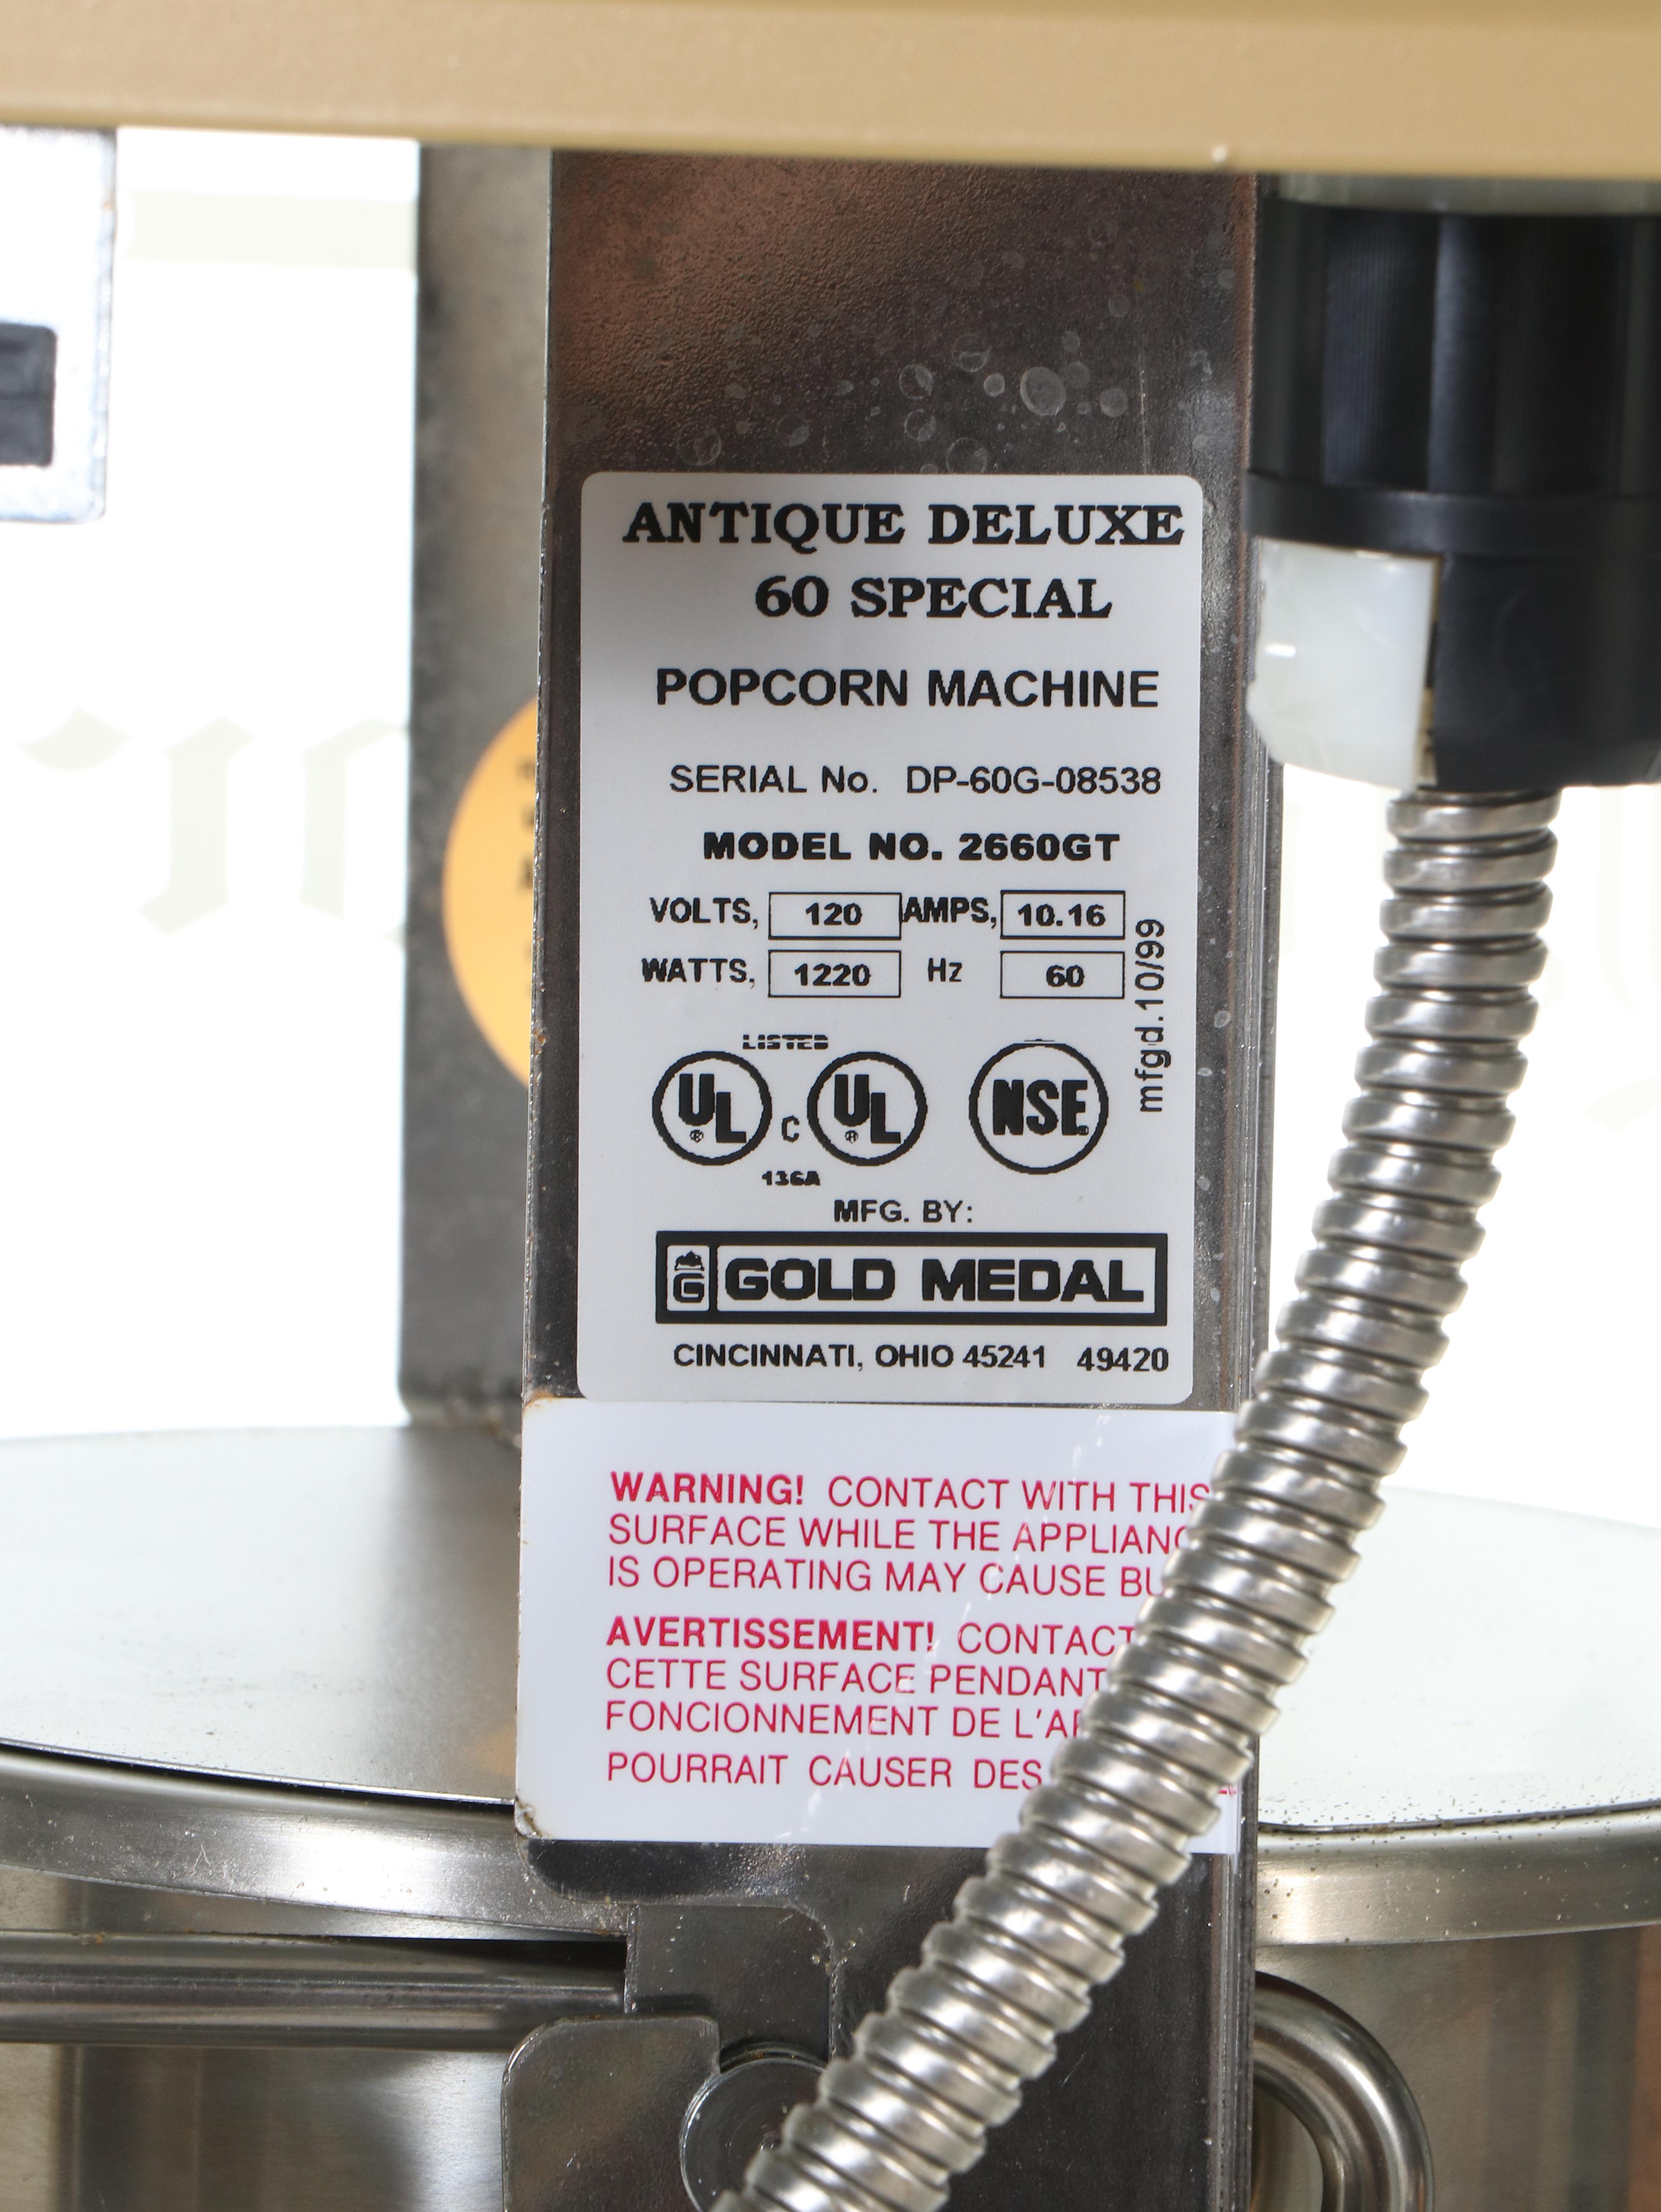 ANTIQUE DELUXE
60 SPECIAL
POPCORN MACHINE
SERIAL No. DP-60G-08538
MODEL NO. 2660GT
VOLTS, 120 AMPS, 10.16
WATTS, 1220 Hz 60
mfgd.10/99
LISTED
UL® C UL® NSF
136A
MFG. BY:
G GOLD MEDAL
CINCINNATI, OHIO 45241 49420
WARNING! CONTACT WITH THIS
SURFACE WHILE THE
IS OPERATING MAY CAUSE
AVERTISSEMENT! CONTACT
CETTE SURFACE PENDANT
FONCIONNEMENT DE
POURRAIT CAUSER DES